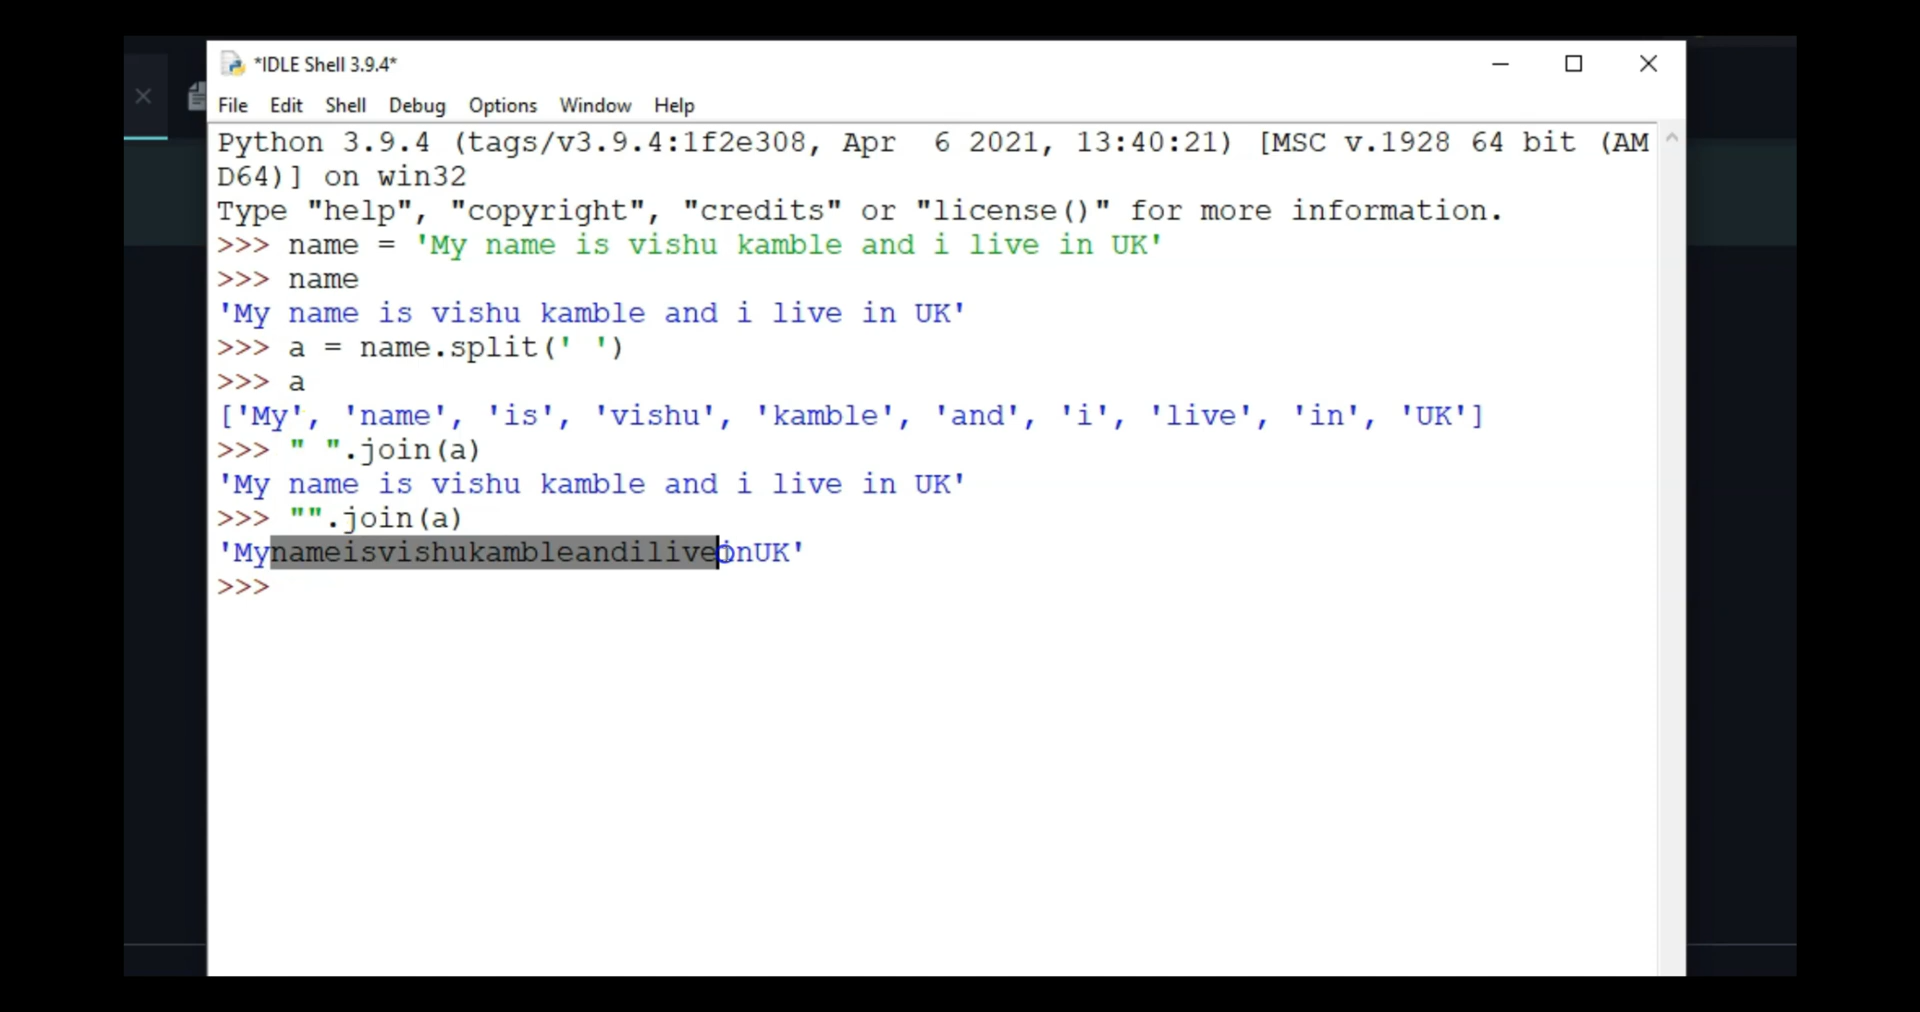 *IDLE Shell 3.9.4*
File Edit Shell Debug Options Window Help
Python 3.9.4 (tags/v3.9.4:1f2e308, Apr  6 2021, 13:40:21) [MSC v.1928 64 bit (AM
D64)] on win32
Type "help", "copyright", "credits" or "license()" for more information.
>>> name = 'My name is vishu kamble and i live in UK'
>>> name
'My name is vishu kamble and i live in UK'
>>> a = name.split(' ')
>>> a
['My', 'name', 'is', 'vishu', 'kamble', 'and', 'i', 'live', 'in', 'UK']
>>> " ".join(a)
'My name is vishu kamble and i live in UK'
>>> "".join(a)
'MynameisvishukambleandiliveinUK'
>>>